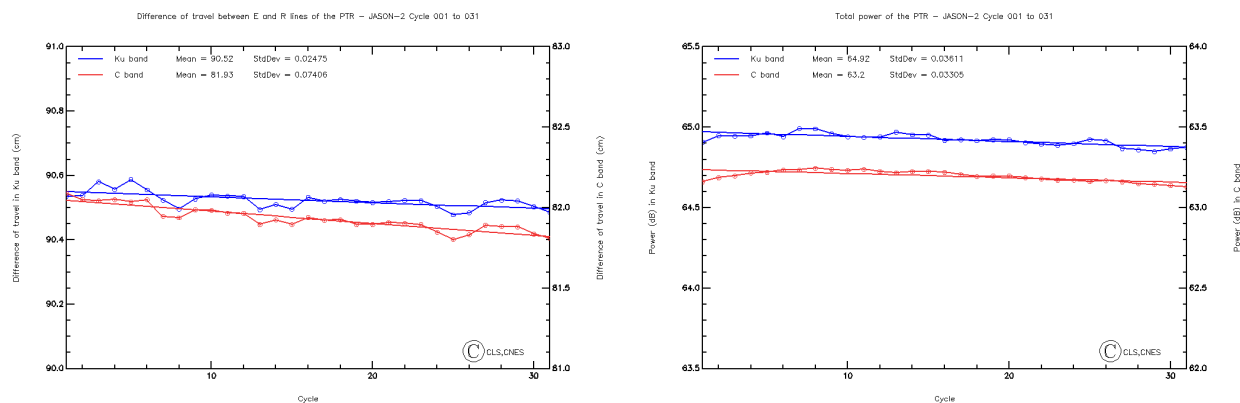 Difference of travel between E and R lines of the PTR - JASON-2 Cycle 001 to 031
91.0
83.0
Ku band Mean = 90.52 StdDev = 0.02475
C band Mean = 81.93 StdDev = 0.07406
90.8
82.5
90.6
82.0
90.4
81.5
90.2
90.0
81.0
10
20
30
Cycle
Difference of travel in Ku band (cm)
Difference of travel in C band (cm)
C CLS,CNES
Total power of the PTR - JASON-2 Cycle 001 to 031
65.5
64.0
Ku band Mean = 64.92 StdDev = 0.03611
C band Mean = 63.2 StdDev = 0.03305
65.0
63.5
64.5
63.0
64.0
62.5
63.5
62.0
10
20
30
Cycle
Power (dB) in Ku band
Power (dB) in C band
C CLS,CNES